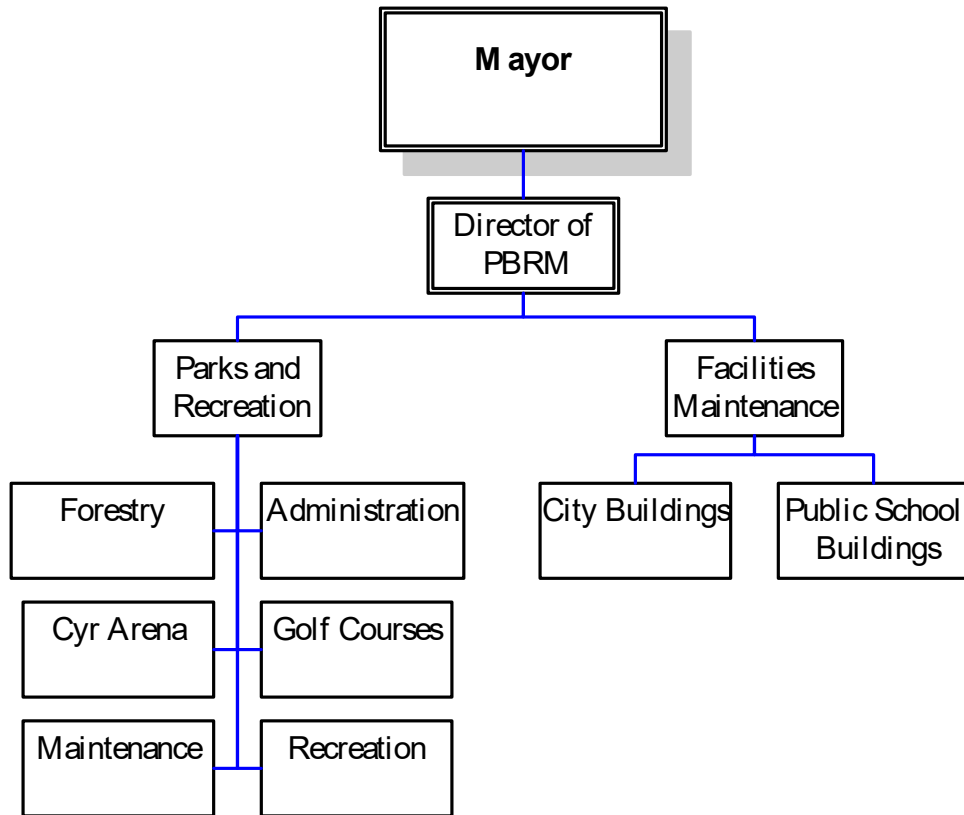 Mayor
Director of
PBRM
Parks and
Recreation
Facilities
Maintenance
Forestry
Administration
City Buildings
Public School
Buildings
Cyr Arena
Golf Courses
Maintenance
Recreation